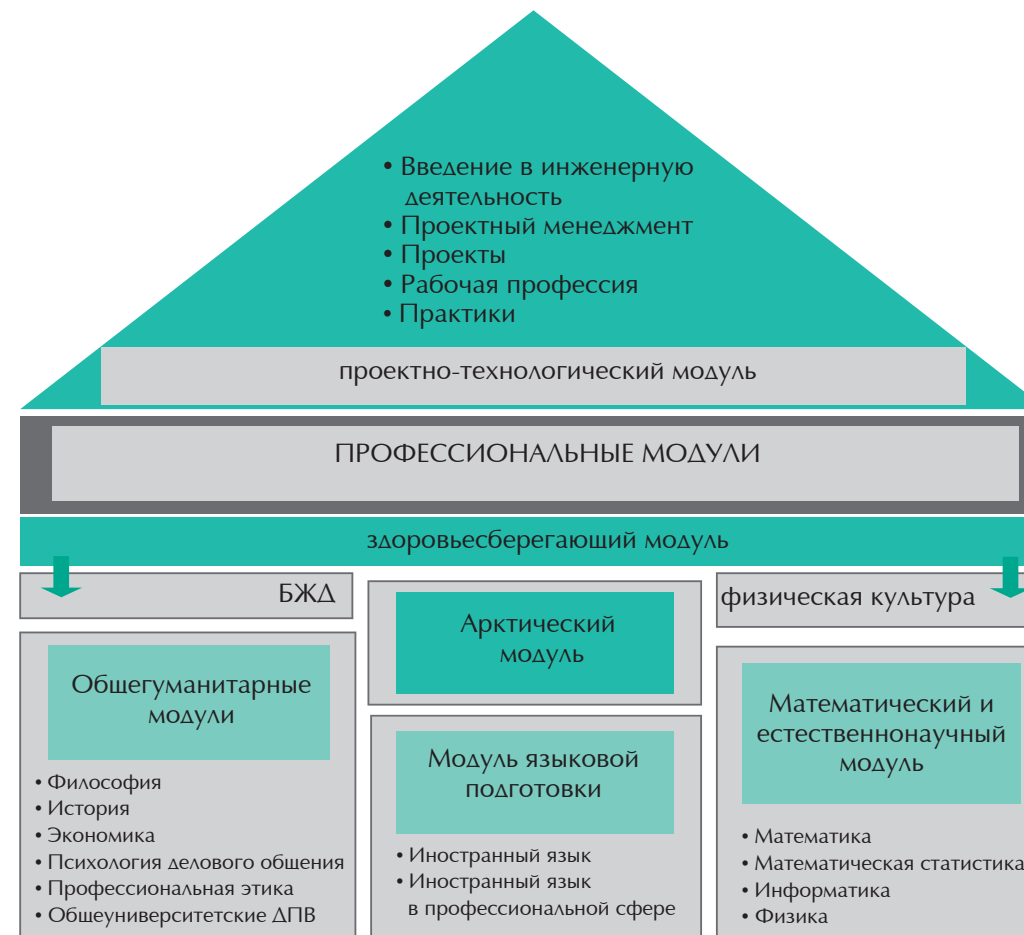 • Введение в инженерную
деятельность
• Проектный менеджмент
• Проекты
• Рабочая профессия
• Практики
проектно-технологический модуль
ПРОФЕССИОНАЛЬНЫЕ МОДУЛИ
здоровьесберегающий модуль
БЖД
Общегуманитарные
модули
• Философия
• История
• Экономика
• Психология делового общения
• Профессиональная этика
• Общеуниверситетские ДПВ
Арктический
модуль
Модуль языковой
подготовки
• Иностранный язык
• Иностранный язык
в профессиональной сфере
физическая культура
Математический и
естественнонаучный
модуль
• Математика
• Математическая статистика
• Информатика
• Физика